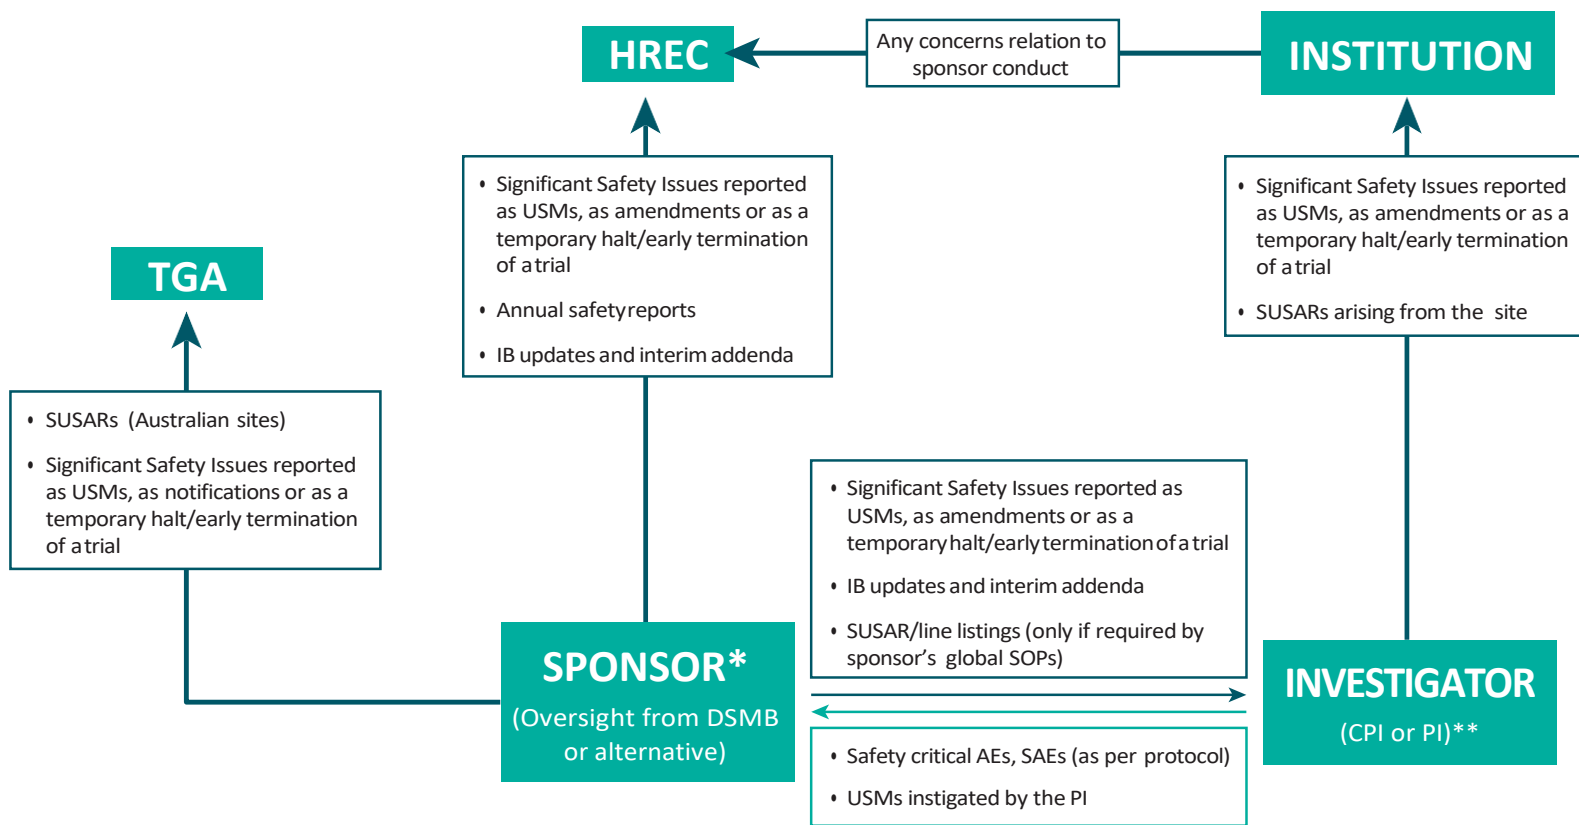 HREC
Any concerns relation to
sponsor conduct
INSTITUTION
• Significant Safety Issues reported
as USMs, as amendments or as a
temporary halt/early termination
of a trial
• Annual safety reports
• IB updates and interim addenda
• Significant Safety Issues reported
as USMs, as amendments or as a
temporary halt/early termination
of a trial
• SUSARs arising from the site
TGA
• SUSARs (Australian sites)
• Significant Safety Issues reported
as USMs, as notifications or as a
temporary halt/early termination
of a trial
• Significant Safety Issues reported as
USMs, as amendments or as a
temporary halt/early termination of a trial
• IB updates and interim addenda
• SUSAR/line listings (only if required by
sponsor’s global SOPs)
SPONSOR*
(Oversight from DSMB
or alternative)
INVESTIGATOR
(CPI or PI)**
• Safety critical AEs, SAEs (as per protocol)
• USMs instigated by the PI